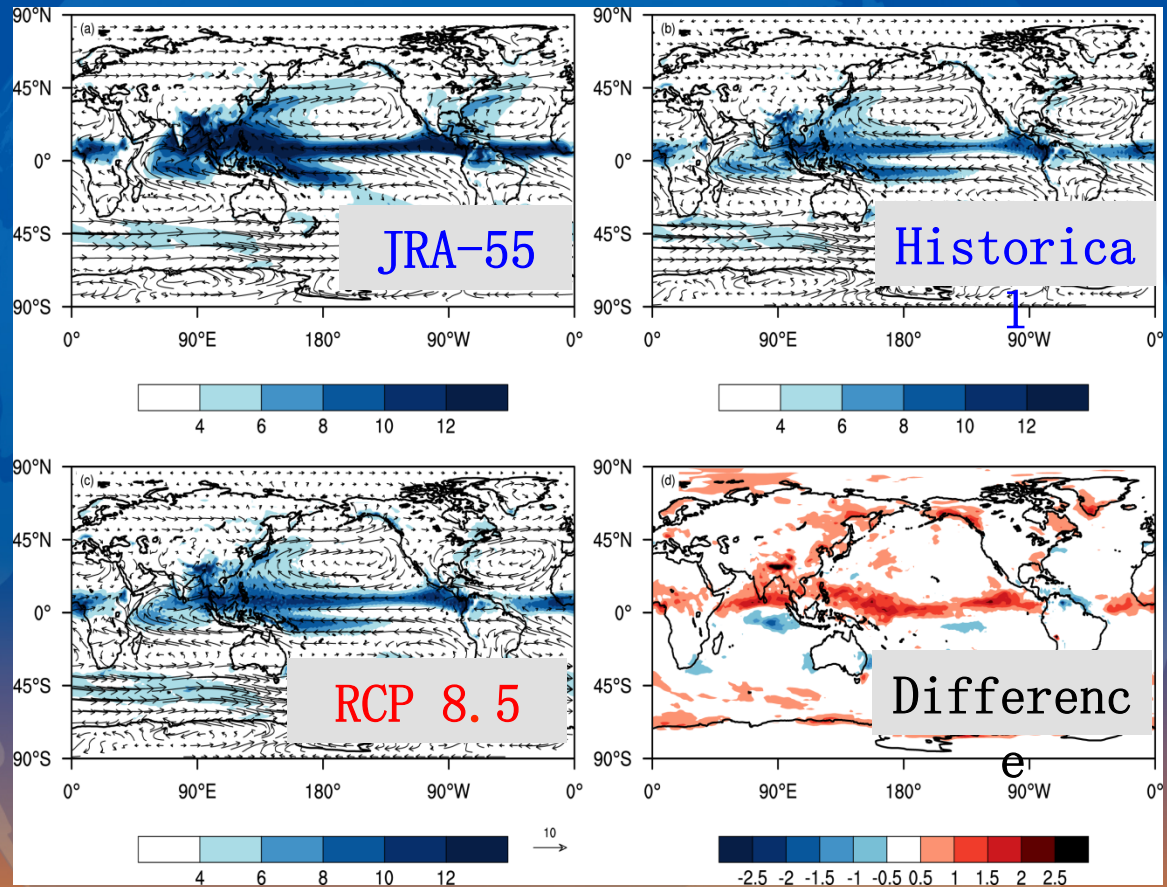 90°N
(a)
45°N
0°
45°S
90°S
JRA-55
0° 90°E 180° 90°W 0°
4 6 8 10 12
90°N
(b)
45°N
0°
45°S
90°S
Historica
l
0° 90°E 180° 90°W 0°
4 6 8 10 12
90°N
(c)
45°N
0°
45°S
90°S
RCP 8.5
0° 90°E 180° 90°W 0°
10
4 6 8 10 12
90°N
(d)
45°N
0°
45°S
90°S
Differenc
e
0° 90°E 180° 90°W 0°
-2.5 -2 -1.5 -1 -0.5 0.5 1 1.5 2 2.5